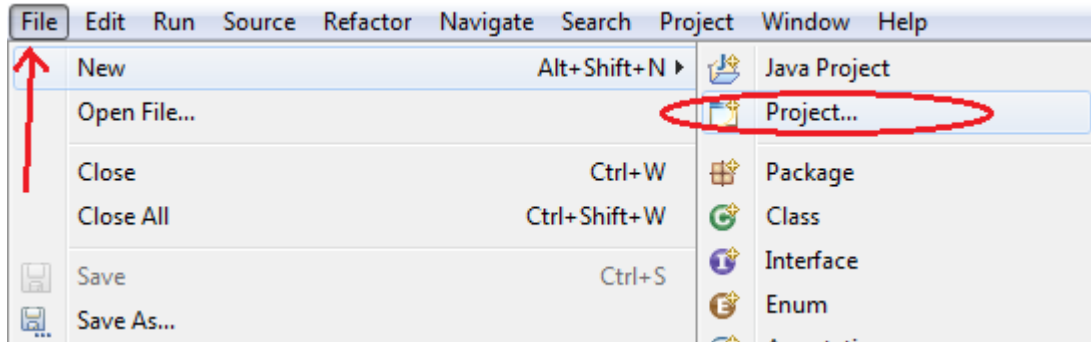 File Edit Run Source Refactor Navigate Search Project Window Help
New Alt+Shift+N
Open File...
Close Ctrl+W
Close All Ctrl+Shift+W
Save Ctrl+S
Save As...
Java Project
Project...
Package
Class
Interface
Enum